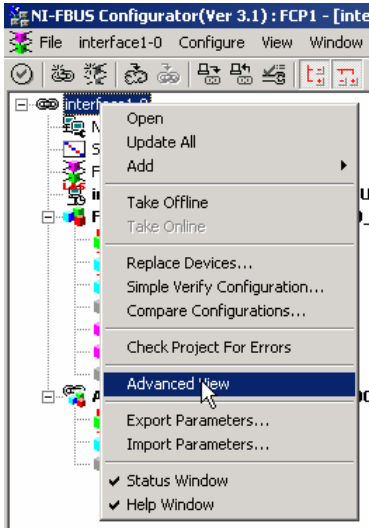 NI-FBUS Configurator(Ver 3.1) : FCP1 - [inte
File interface1-0 Configure View Window
interface1-0
Open
Update All
Add
Take Offline
Take Online
Replace Devices...
Simple Verify Configuration...
Compare Configurations...
Check Project For Errors
Advanced View
Export Parameters...
Import Parameters...
Status Window
Help Window